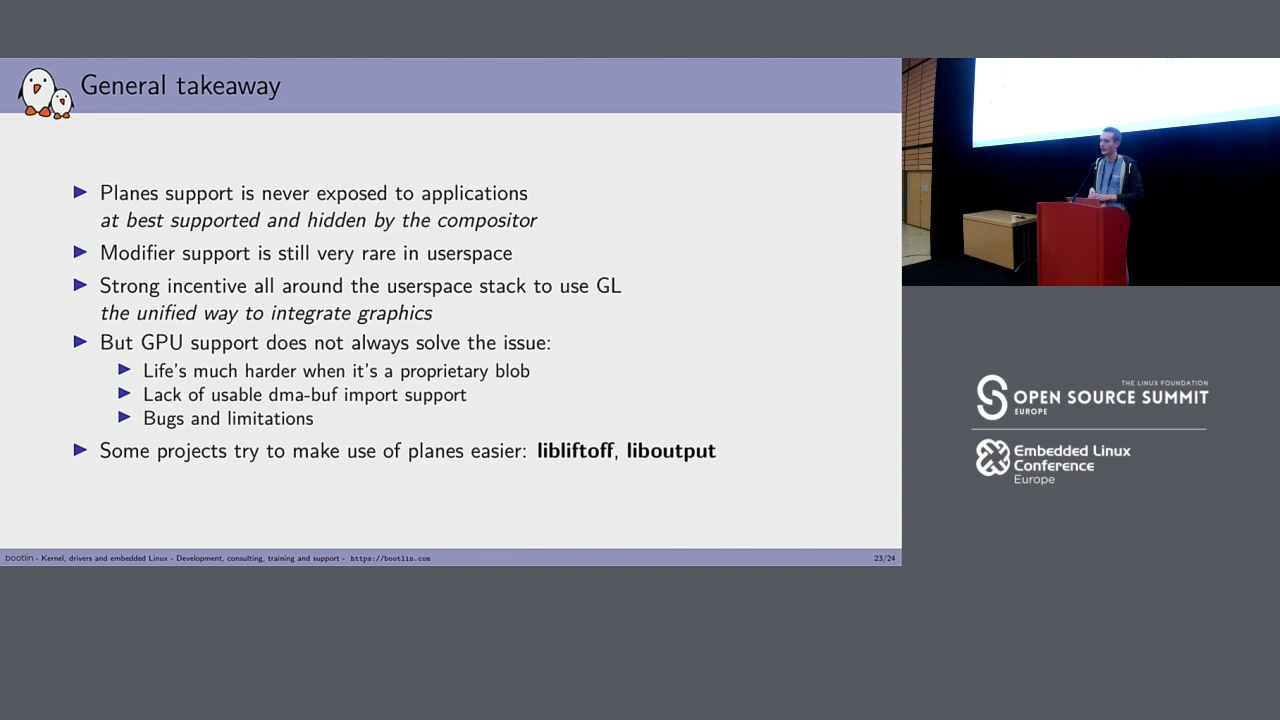 General takeaway
Planes support is never exposed to applications
at best supported and hidden by the compositor
Modifier support is still very rare in userspace
Strong incentive all around the userspace stack to use GL
the unified way to integrate graphics
But GPU support does not always solve the issue:
Life's much harder when it's a proprietary blob
Lack of usable dma-buf import support
Bugs and limitations
Some projects try to make use of planes easier: libliftoff, liboutput
bootlin - Kernel, drivers and embedded Linux - Development, consulting, training and support - https://bootlin.com
23/24
THE LINUX FOUNDATION
OPEN SOURCE SUMMIT
EUROPE
Embedded Linux
Conference
Europe